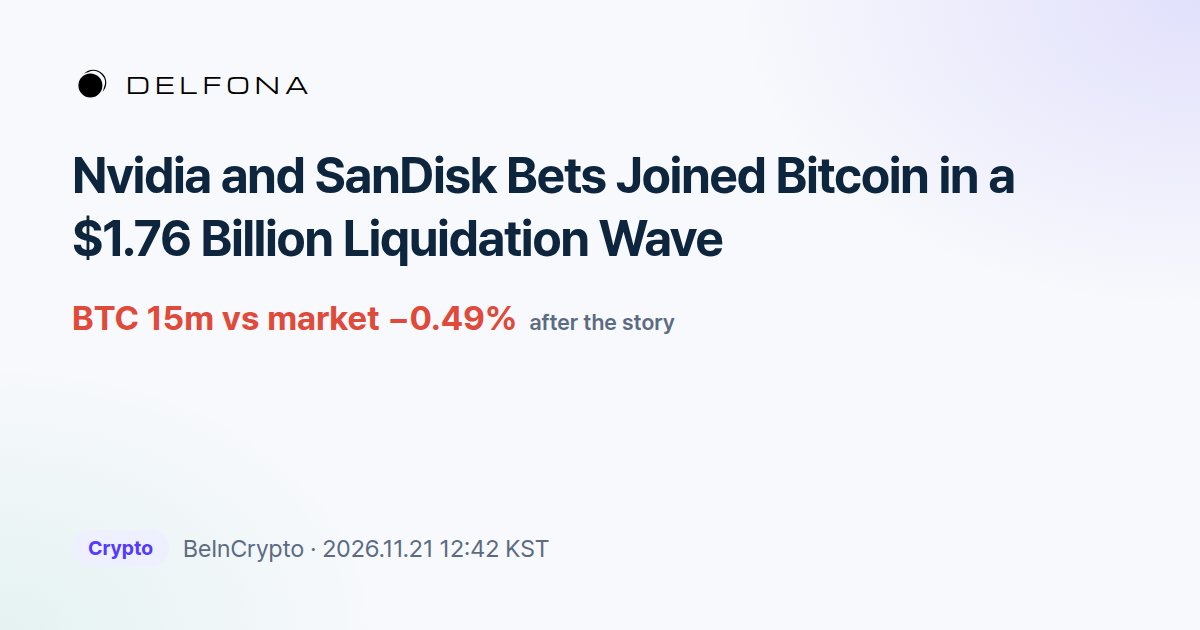 DELFONA
Nvidia and SanDisk Bets Joined Bitcoin in a
$1.76 Billion Liquidation Wave
BTC 15m vs market −0.49% after the story
Crypto BeInCrypto · 2026.11.21 12:42 KST